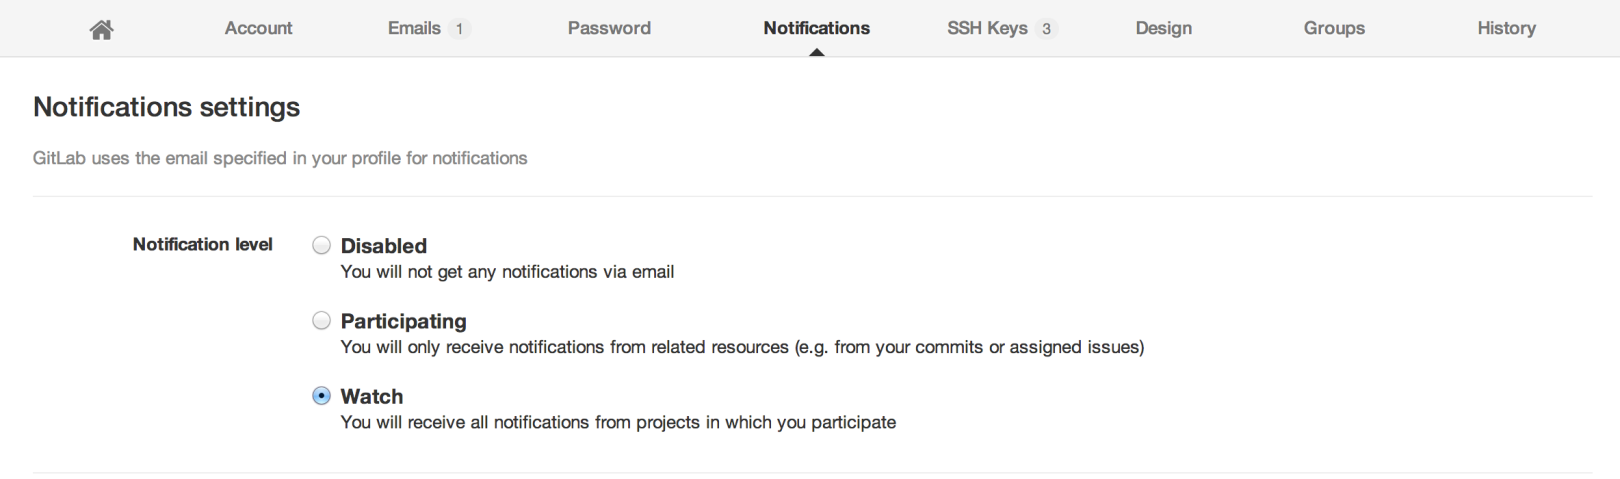 Account Emails 1 Password Notifications SSH Keys 3 Design Groups History
Notifications settings
GitLab uses the email specified in your profile for notifications
Notification level
Disabled
You will not get any notifications via email
Participating
You will only receive notifications from related resources (e.g. from your commits or assigned issues)
Watch
You will receive all notifications from projects in which you participate